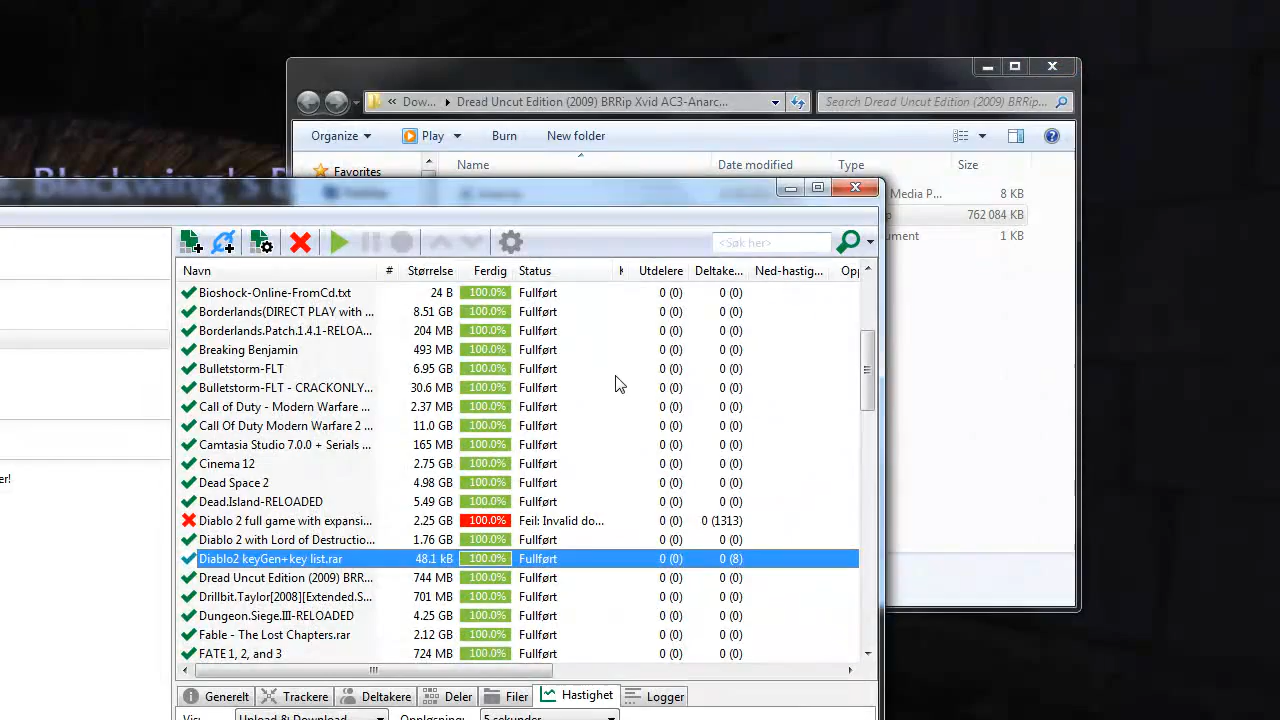 Dow... Dread Uncut Edition (2009) BRRip Xvid AC3-Anarc... Search Dread Uncut Edition (2009) BRRip...
Organize Play Burn New folder
Favorites Name Date modified Type Size
Media P... 8 KB
762 084 KB
1 KB
<Søk her>
Navn # Størrelse Ferdig Status Utdelere Deltake... Ned-hastig...
Bioshock-Online-FromCd.txt 24 B 100.0% Fullført 0 (0) 0 (0)
Borderlands(DIRECT PLAY with ... 8.51 GB 100.0% Fullført 0 (0) 0 (0)
Borderlands.Patch.1.4.1-RELOA... 204 MB 100.0% Fullført 0 (0) 0 (0)
Breaking Benjamin 493 MB 100.0% Fullført 0 (0) 0 (0)
Bulletstorm-FLT 6.95 GB 100.0% Fullført 0 (0) 0 (0)
Bulletstorm-FLT - CRACKONLY... 30.6 MB 100.0% Fullført 0 (0) 0 (0)
Call of Duty - Modern Warfare ... 2.37 MB 100.0% Fullført 0 (0) 0 (0)
Call Of Duty Modern Warfare 2 ... 11.0 GB 100.0% Fullført 0 (0) 0 (0)
Camtasia Studio 7.0.0 + Serials ... 165 MB 100.0% Fullført 0 (0) 0 (0)
Cinema 12 2.75 GB 100.0% Fullført 0 (0) 0 (0)
Dead Space 2 4.98 GB 100.0% Fullført 0 (0) 0 (0)
Dead.Island-RELOADED 5.49 GB 100.0% Fullført 0 (0) 0 (0)
Diablo 2 full game with expansi... 2.25 GB 100.0% Feil: Invalid do... 0 (0) 0 (1313)
Diablo 2 with Lord of Destructio... 1.76 GB 100.0% Fullført 0 (0) 0 (0)
Diablo2 keyGen+key list.rar 48.1 kB 100.0% Fullført 0 (0) 0 (8)
Dread Uncut Edition (2009) BRR... 744 MB 100.0% Fullført 0 (0) 0 (0)
Drillbit.Taylor[2008][Extended.S... 701 MB 100.0% Fullført 0 (0) 0 (0)
Dungeon.Siege.III-RELOADED 4.25 GB 100.0% Fullført 0 (0) 0 (0)
Fable - The Lost Chapters.rar 2.12 GB 100.0% Fullført 0 (0) 0 (0)
FATE 1, 2, and 3 724 MB 100.0% Fullført 0 (0) 0 (0)
Generelt Trackere Deltakere Deler Filer Hastighet Logger
Upload & Download 5 sekunder